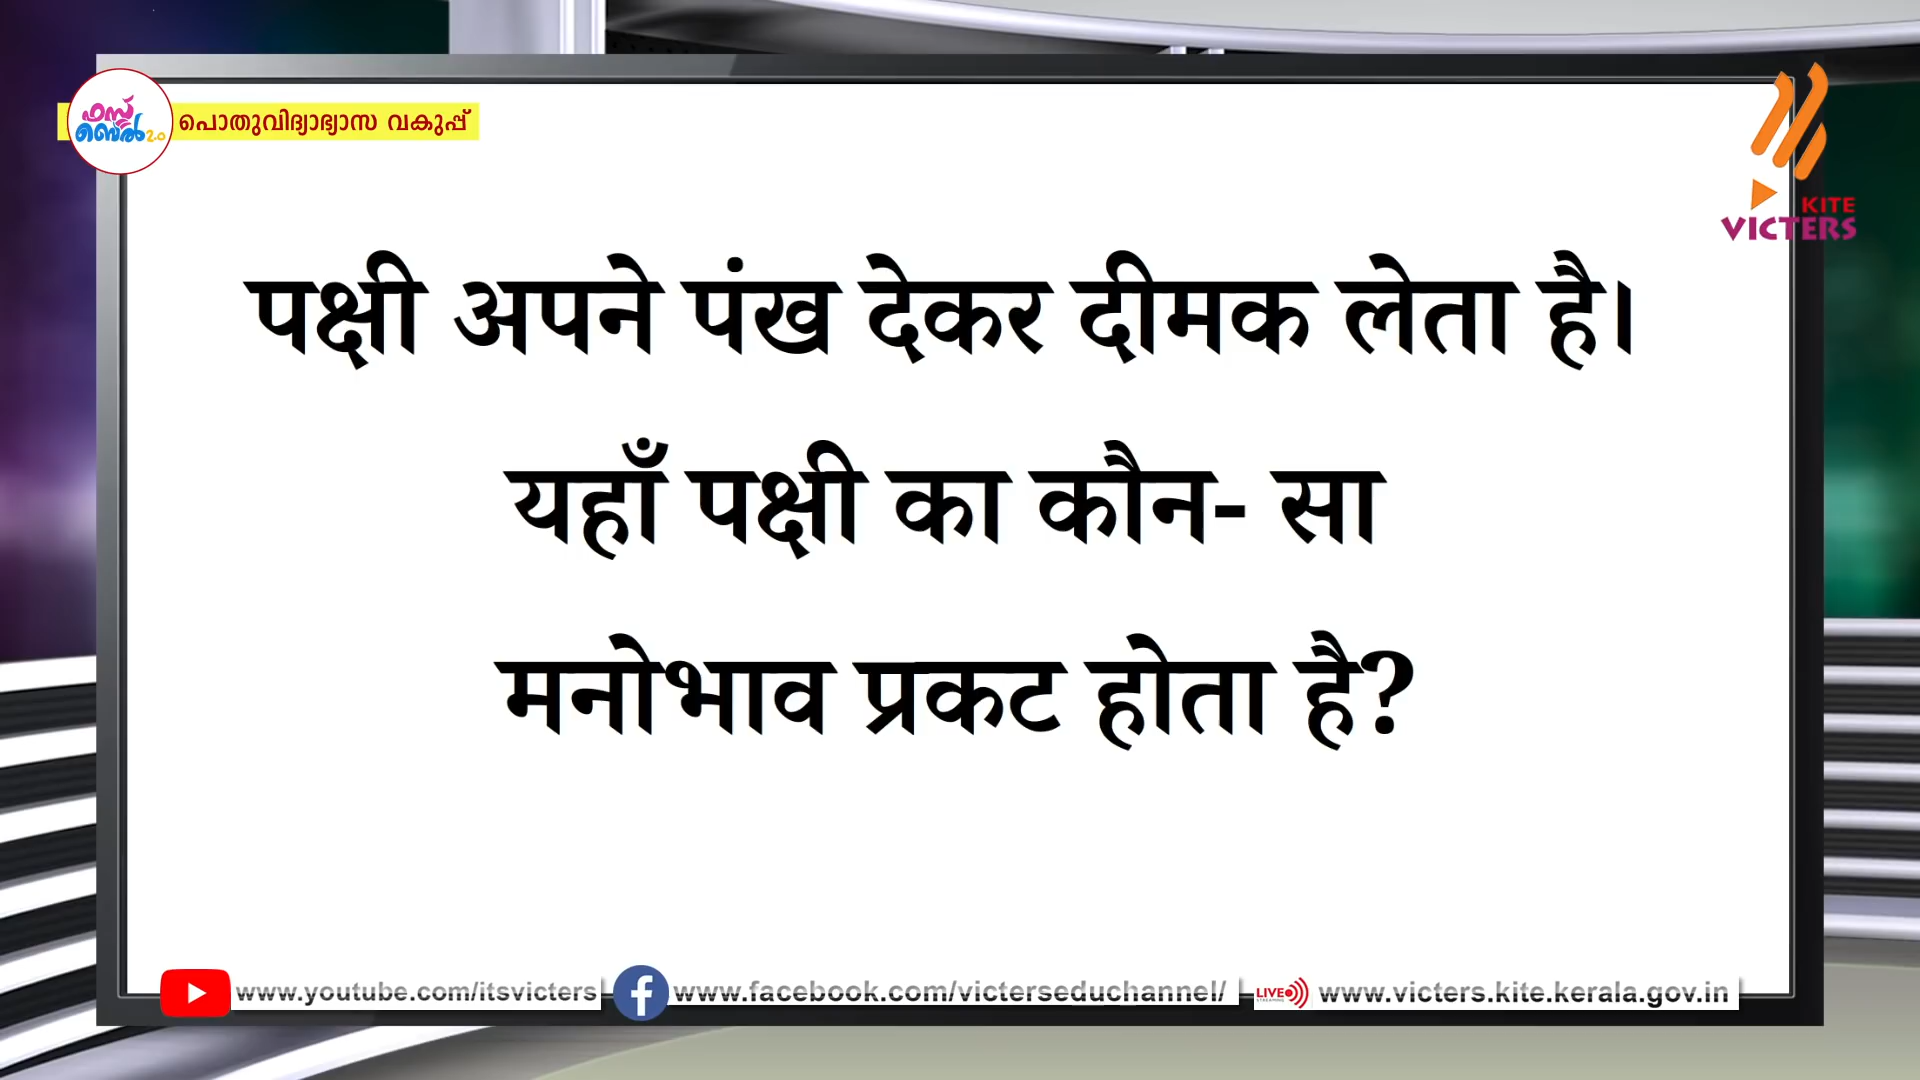 ഫസ്റ്റ്
ബെൽ 2.0
പൊതുവിദ്യാഭ്യാസ വകുപ്പ്
KITE
VICTERS
पक्षी अपने पंख देकर दीमक लेता है।
यहाँ पक्षी का कौन- सा
मनोभाव प्रकट होता है?
www.youtube.com/itsvicters
www.facebook.com/victerseduchannel/
LIVE
STREAMING
www.victers.kite.kerala.gov.in